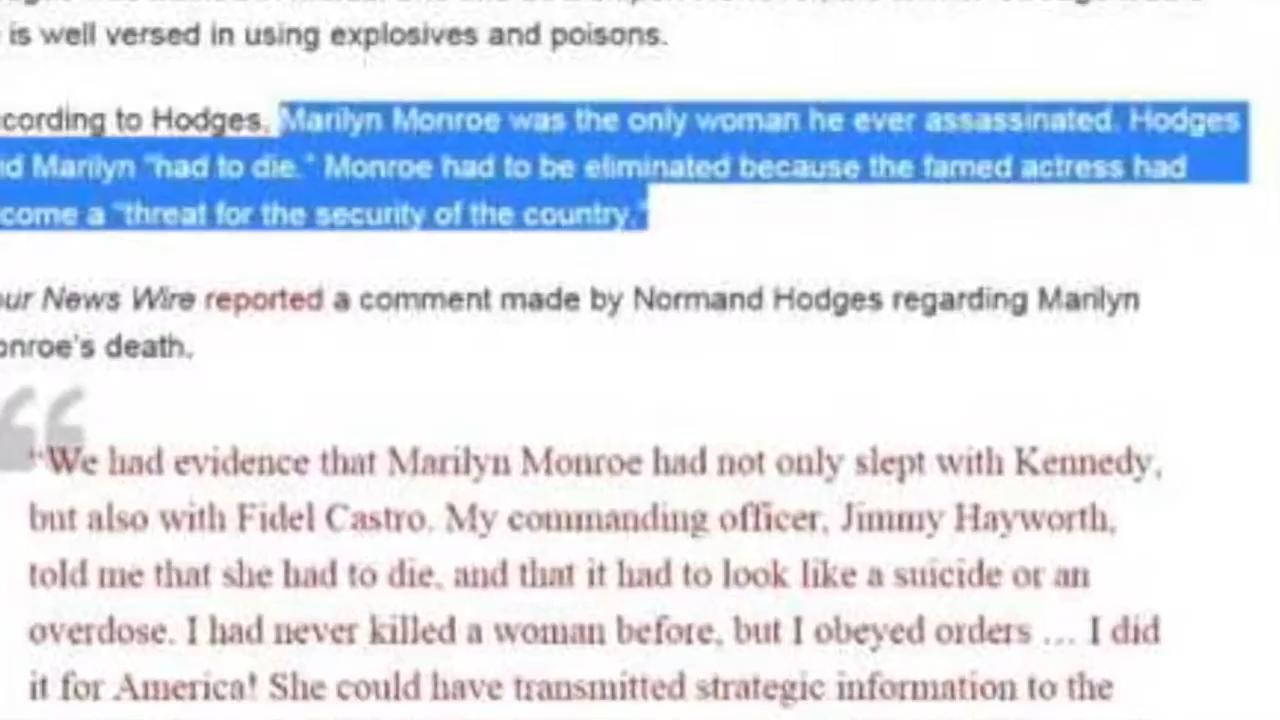 is well versed in using explosives and poisons.
cording to Hodges, Marilyn Monroe was the only woman he ever assassinated. Hodges
d Marilyn "had to die." Monroe had to be eliminated because the famed actress had
come a "threat for the security of the country."
our News Wire reported a comment made by Normand Hodges regarding Marilyn
onroe's death.
"We had evidence that Marilyn Monroe had not only slept with Kennedy,
but also with Fidel Castro. My commanding officer, Jimmy Hayworth,
told me that she had to die, and that it had to look like a suicide or an
overdose. I had never killed a woman before, but I obeyed orders … I did
it for America! She could have transmitted strategic information to the